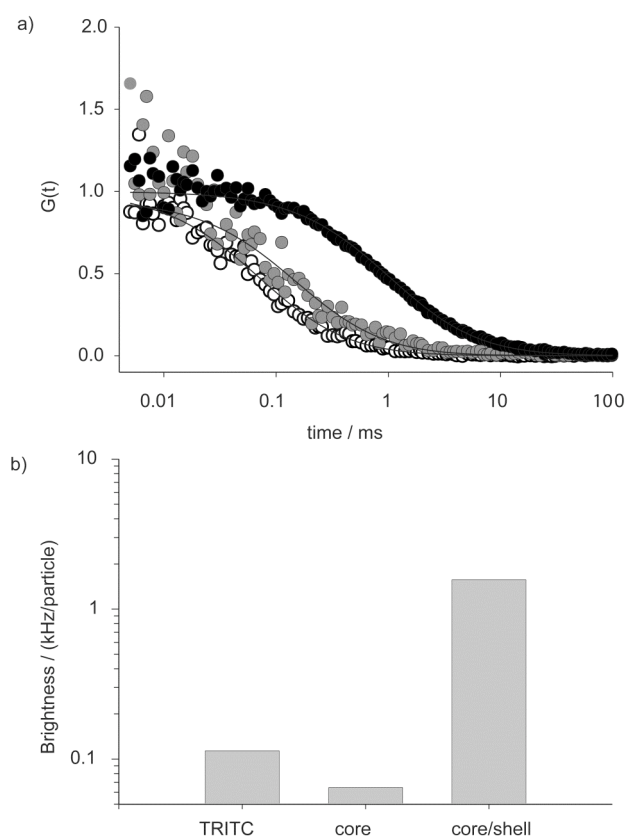 a)
2.0
1.5
1.0
0.5
0.0
G(t)
0.01 0.1 1 10 100
time / ms
b)
10
1
0.1
Brightness / (kHz/particle)
TRITC core core/shell